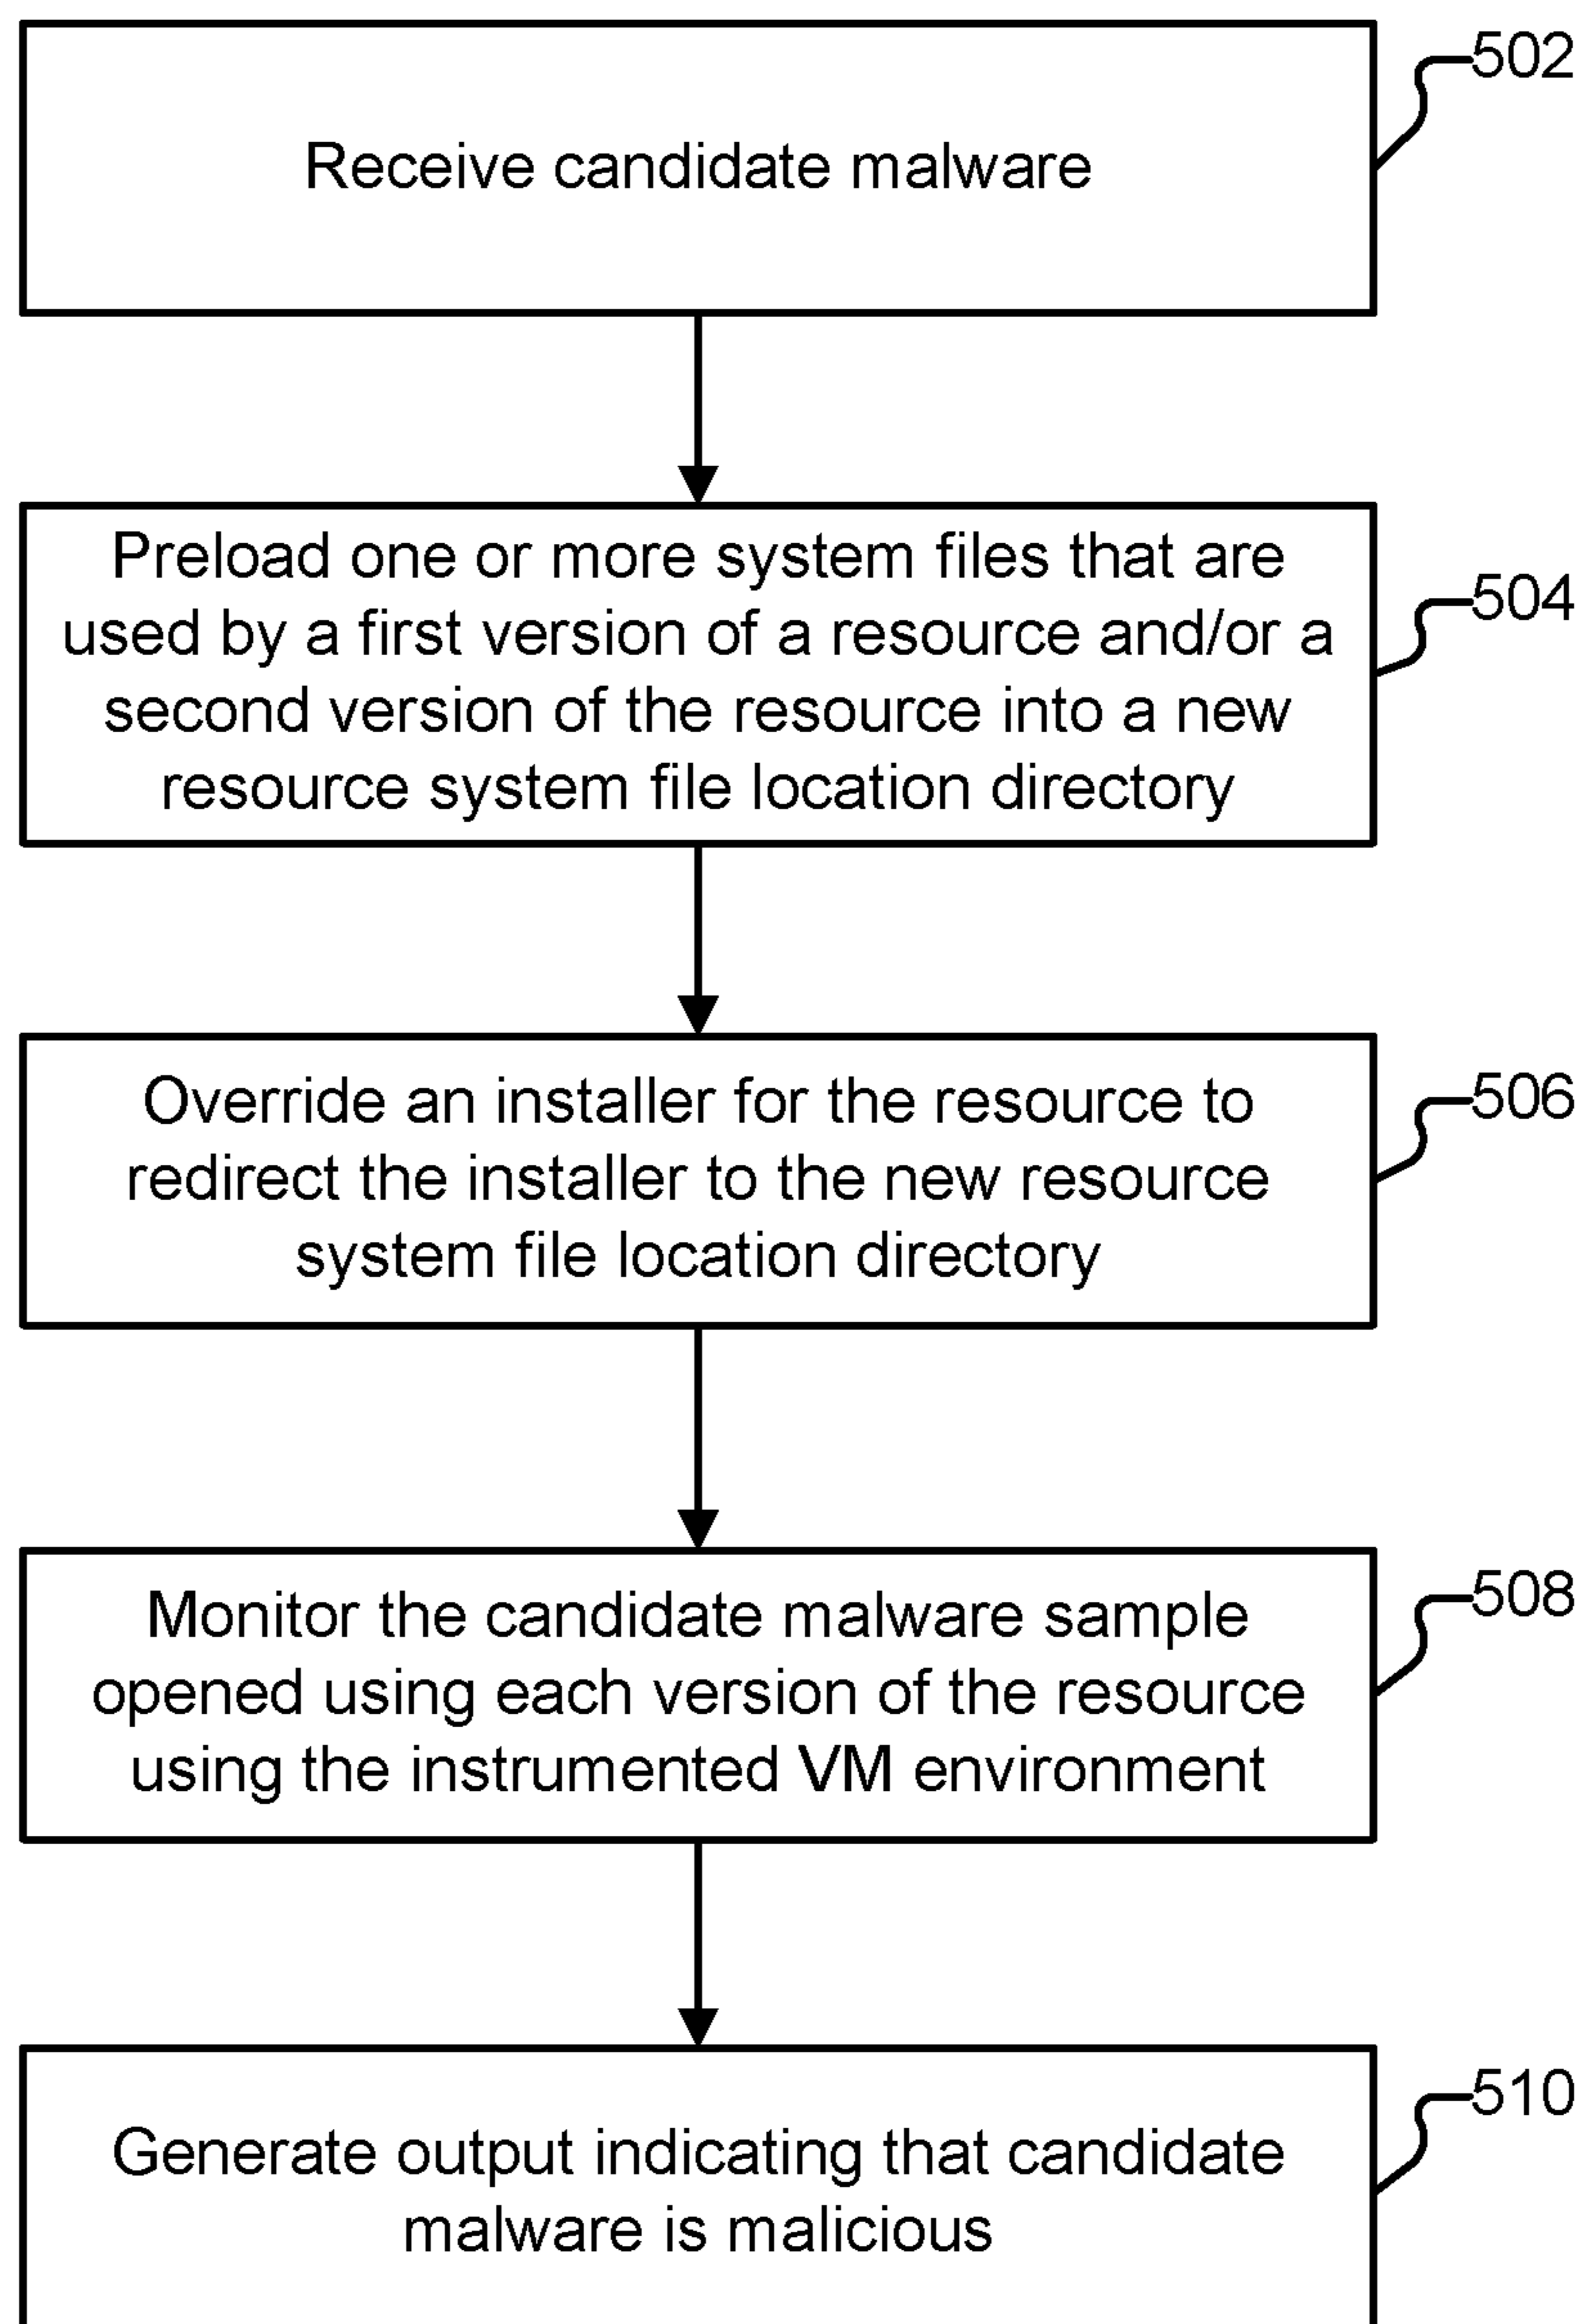 502
Receive candidate malware
Preload one or more system files that are
504
used by a first version of a resource and/or a
second version of the resource into a new
resource system file location directory
506
Override an installer for the resource to
redirect the installer to the new resource
system file location directory
508
Monitor the candidate malware sample
opened using each version of the resource
using the instrumented VM environment
510
Generate output indicating that candidate
malware is malicious